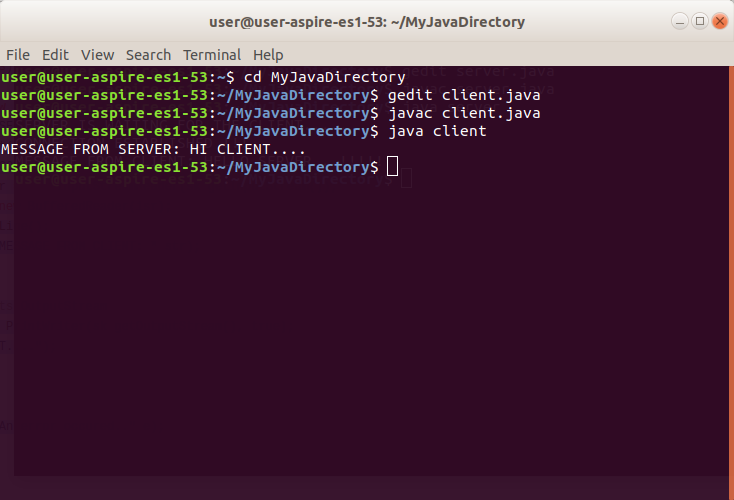 user@user-aspire-es1-53: ~/MyJavaDirectory
File Edit View Search Terminal Help
user@user-aspire-es1-53:~$ cd MyJavaDirectory
user@user-aspire-es1-53:~/MyJavaDirectory$ gedit client.java
user@user-aspire-es1-53:~/MyJavaDirectory$ javac client.java
user@user-aspire-es1-53:~/MyJavaDirectory$ java client
MESSAGE FROM SERVER: HI CLIENT....
user@user-aspire-es1-53:~/MyJavaDirectory$